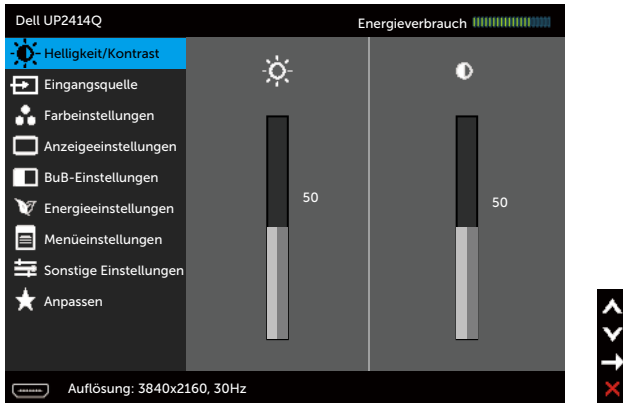 Dell UP2414Q
Energieverbrauch
Helligkeit/Kontrast
Eingangsquelle
Farbeinstellungen
Anzeigeeinstellungen
BuB-Einstellungen
Energieeinstellungen
Menüeinstellungen
Sonstige Einstellungen
Anpassen
50
50
Auflösung: 3840x2160, 30Hz